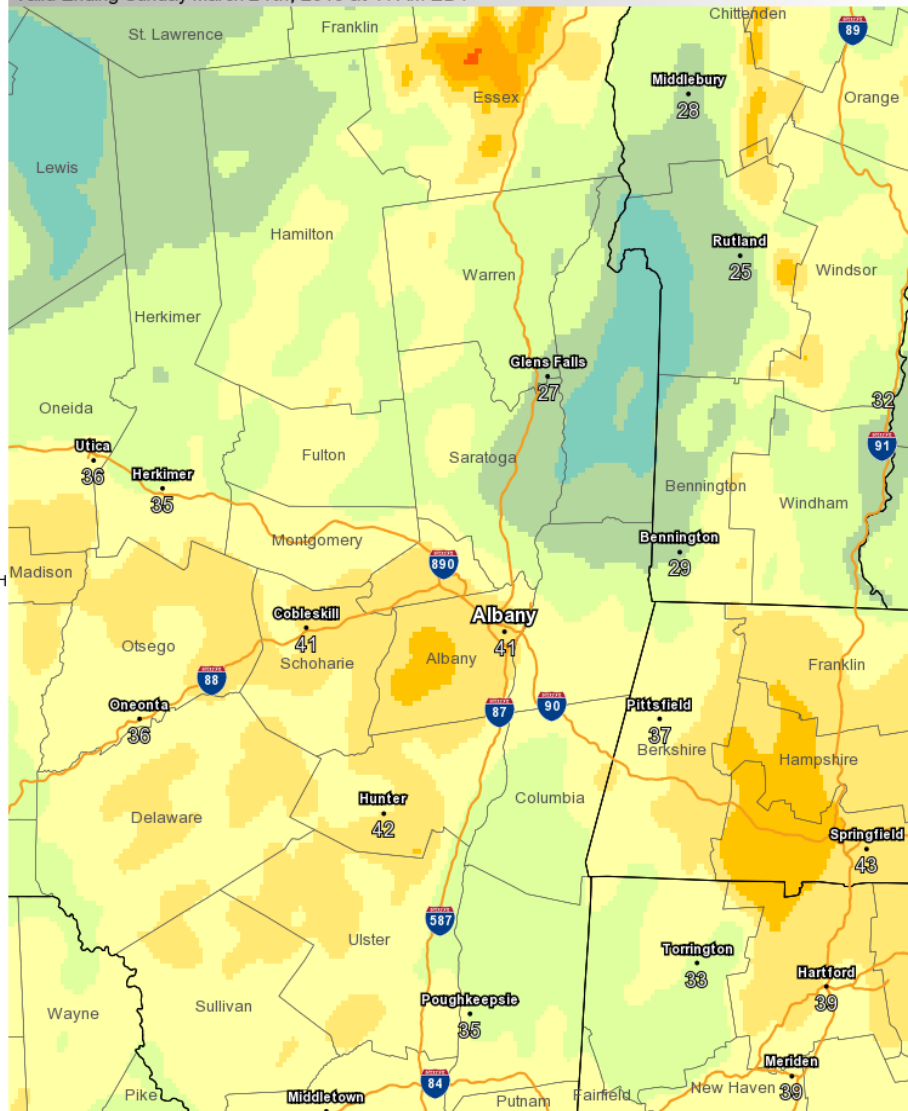 Chittenden
St. Lawrence
Franklin
89
Middlebury
28
Essex
Orange
Lewis
Hamilton
Rutland
25
Warren
Windsor
Herkimer
Glens Falls
27
Oneida
32
Utica
36
Fulton
Saratoga
91
Herkimer
35
Bennington
Windham
Montgomery
Bennington
29
890
Madison
H
Cobleskill
41
Albany
41
Otsego
Schoharie
Albany
Franklin
88
Oneonta
36
87
90
Pittsfield
37
Berkshire
Hampshire
Hunter
42
Columbia
Delaware
Springfield
43
587
Ulster
Torrington
33
Hartford
39
Wayne
Sullivan
Poughkeepsie
35
Meriden
39
84
Pike
Middletown
Putnam
Fairfield
New Haven